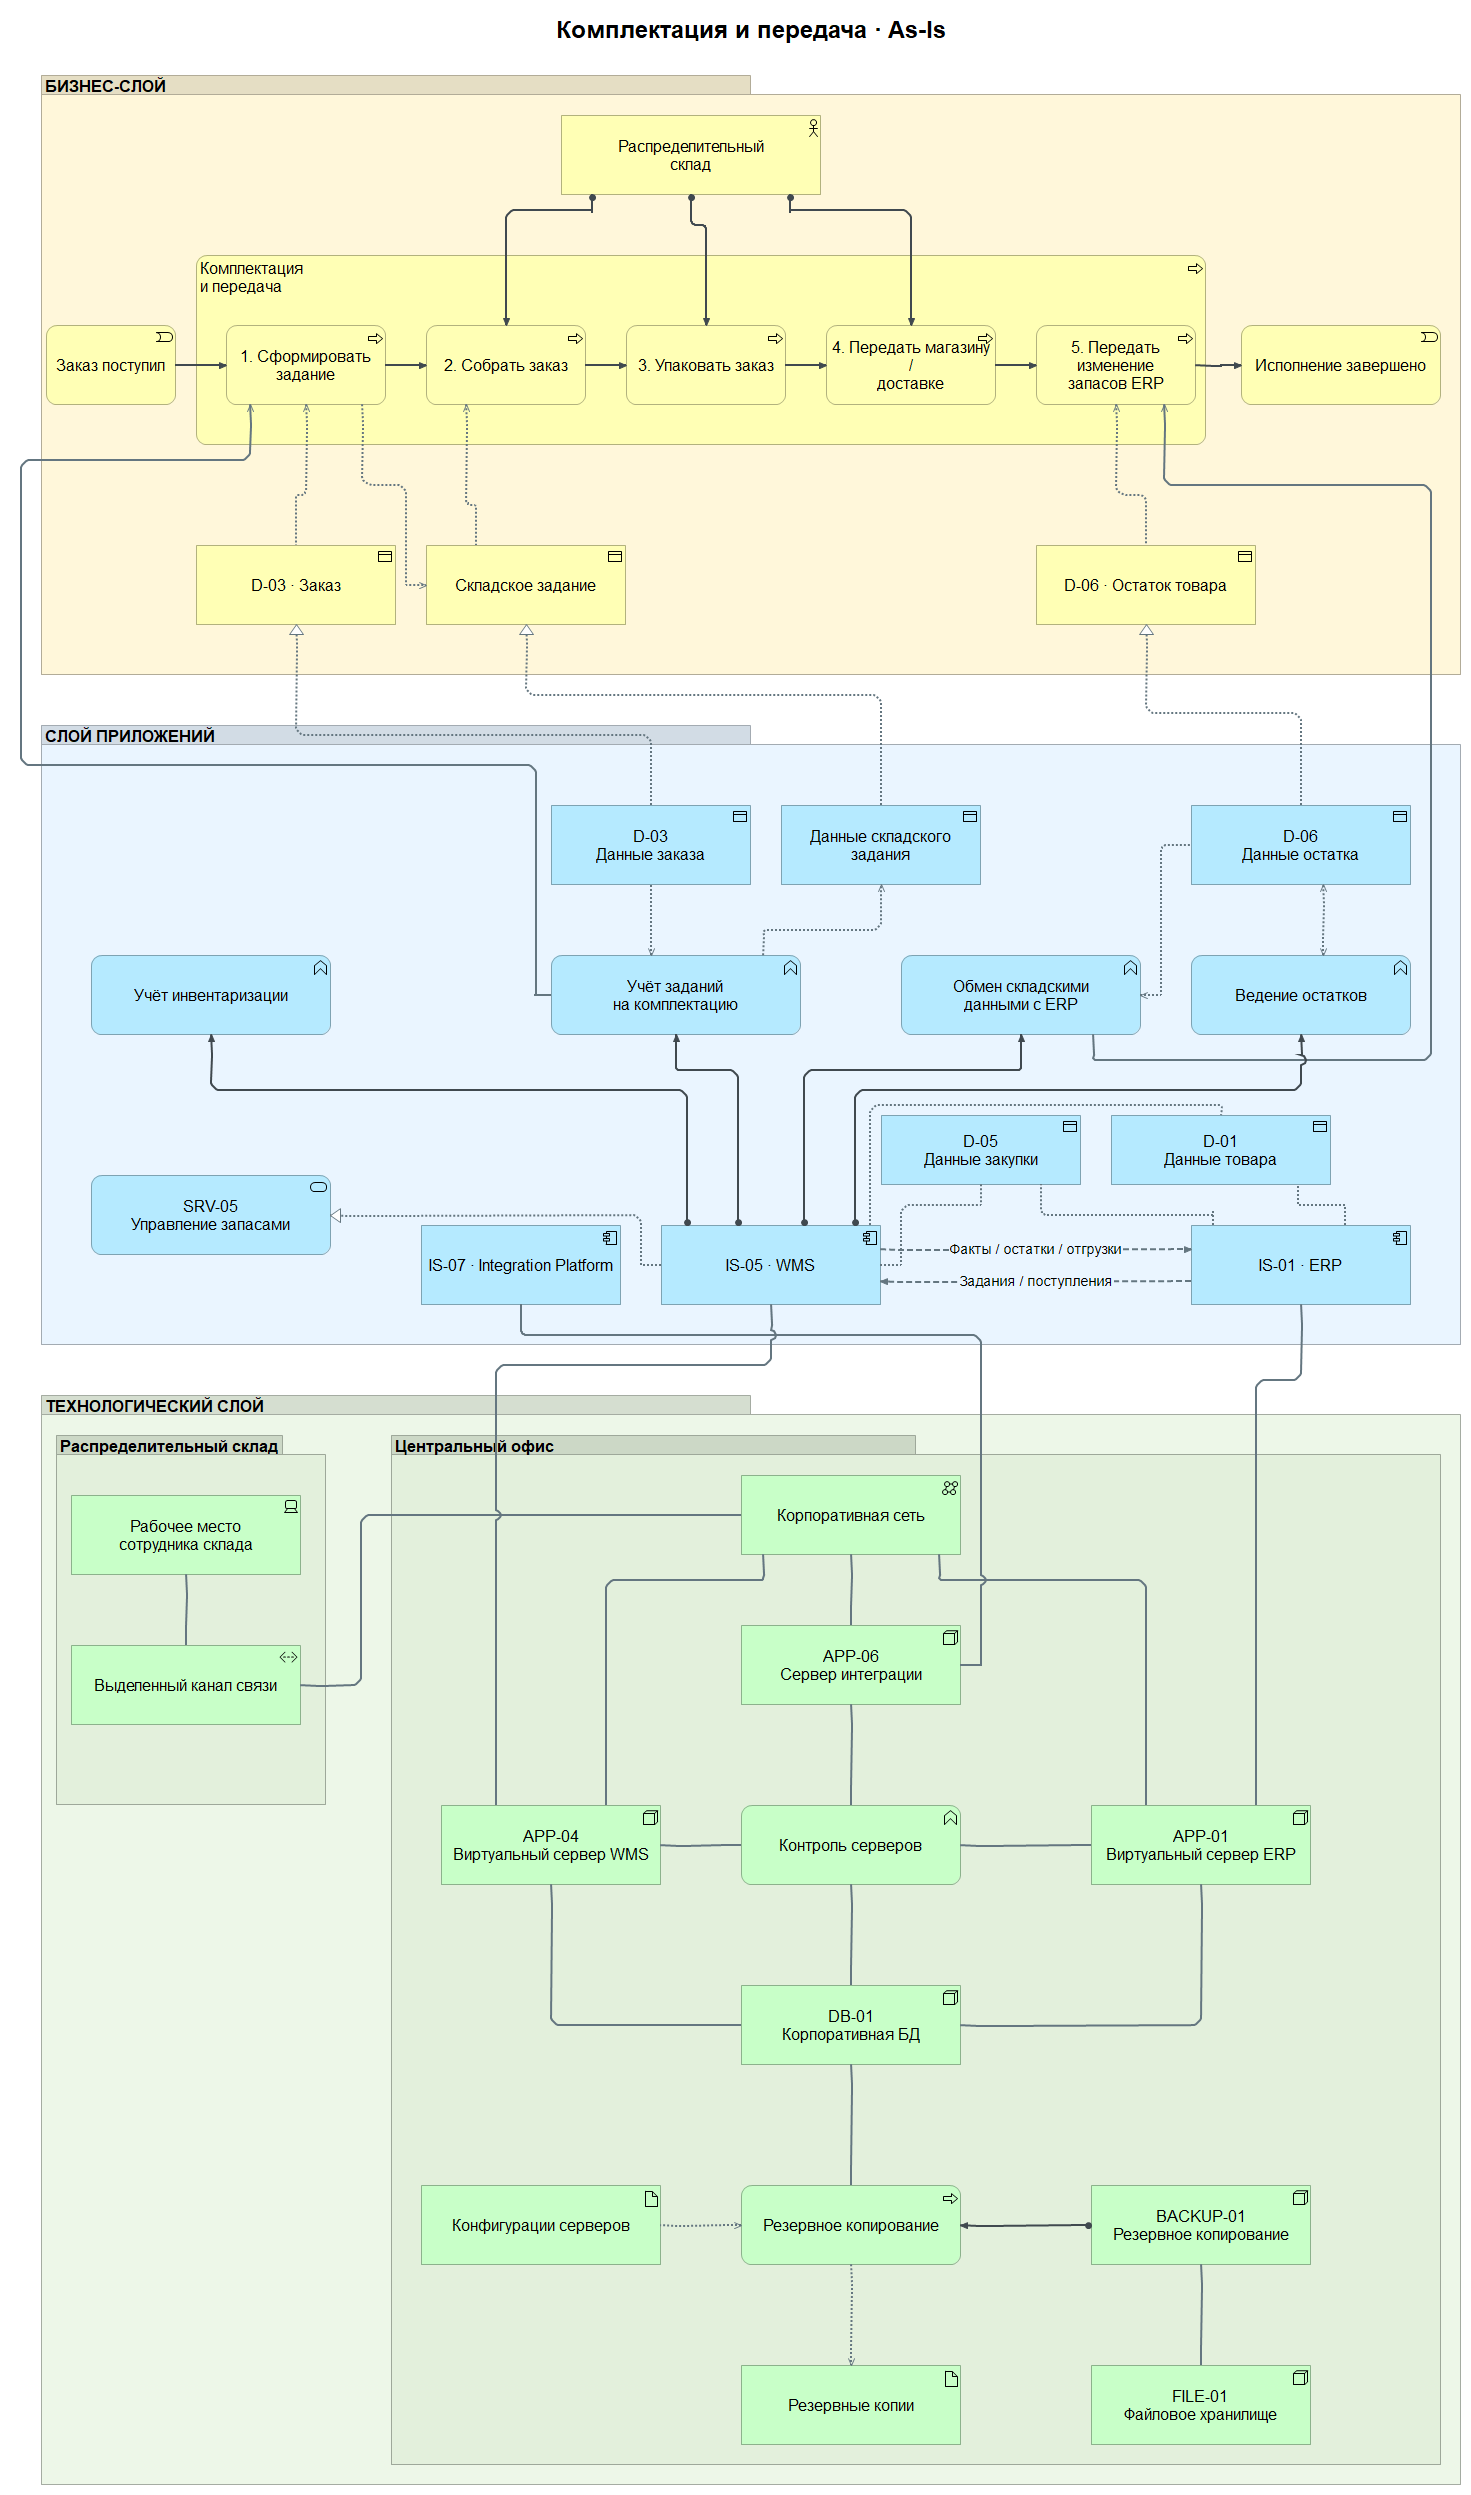 Комплектация и передача · As-Is
БИЗНЕС-СЛОЙ
Распределительный
склад
Комплектация
и передача
Заказ поступил
1. Сформировать
задание
2. Собрать заказ
3. Упаковать заказ
4. Передать магазину
/
доставке
5. Передать
изменение
запасов ERP
Исполнение завершено
D-03 · Заказ
Складское задание
D-06 · Остаток товара
СЛОЙ ПРИЛОЖЕНИЙ
D-03
Данные заказа
Данные складского
задания
D-06
Данные остатка
Учёт инвентаризации
Учёт заданий
на комплектацию
Обмен складскими
данными с ERP
Ведение остатков
D-05
Данные закупки
D-01
Данные товара
SRV-05
Управление запасами
IS-07 · Integration Platform
IS-05 · WMS
Факты / остатки / отгрузки
Задания / поступления
IS-01 · ERP
ТЕХНОЛОГИЧЕСКИЙ СЛОЙ
Распределительный склад
Центральный офис
Рабочее место
сотрудника склада
Корпоративная сеть
Выделенный канал связи
APP-06
Сервер интеграции
APP-04
Виртуальный сервер WMS
Контроль серверов
APP-01
Виртуальный сервер ERP
DB-01
Корпоративная БД
Конфигурации серверов
Резервное копирование
BACKUP-01
Резервное копирование
Резервные копии
FILE-01
Файловое хранилище